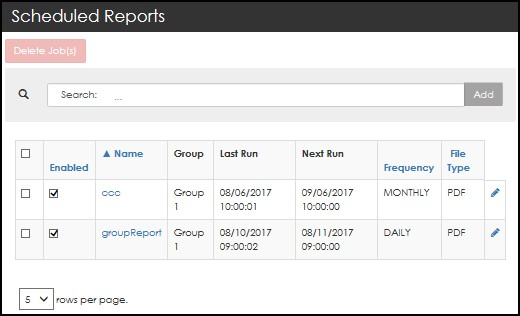 Scheduled Reports
Delete Job(s)
Search: ... Add
Enabled ▲ Name Group Last Run Next Run Frequency File Type
ccc Group 1 08/06/2017 10:00:01 09/06/2017 10:00:00 MONTHLY PDF
groupReport Group 1 08/10/2017 09:00:02 08/11/2017 09:00:00 DAILY PDF
5 rows per page.